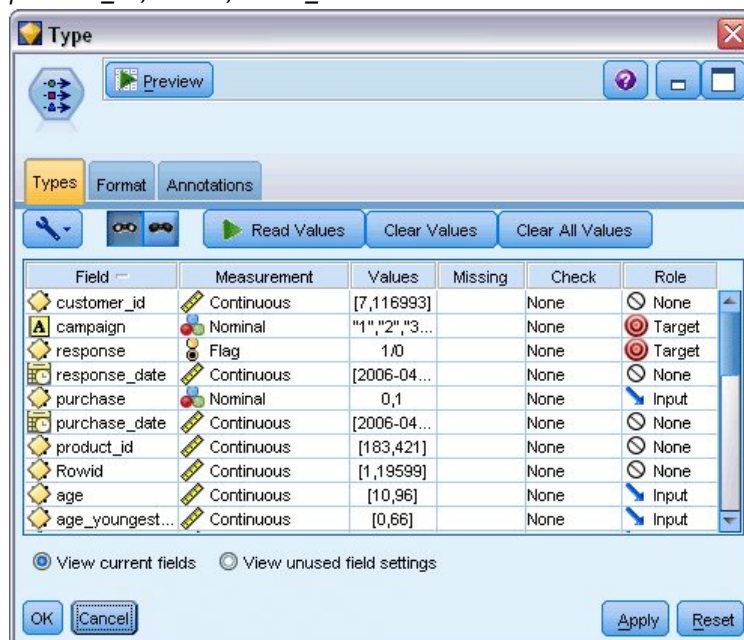 Type
Preview
?
Types Format Annotations
Read Values Clear Values Clear All Values
Field Measurement Values Missing Check Role
customer_id Continuous [7,116993] None None
A campaign Nominal "1","2","3... None Target
response Flag 1/0 None Target
response_date Continuous [2006-04... None None
purchase Nominal 0,1 None Input
purchase_date Continuous [2006-04... None None
product_id Continuous [183,421] None None
Rowid Continuous [1,19599] None None
age Continuous [10,96] None Input
age_youngest... Continuous [0,66] None Input
View current fields View unused field settings
OK Cancel Apply Reset